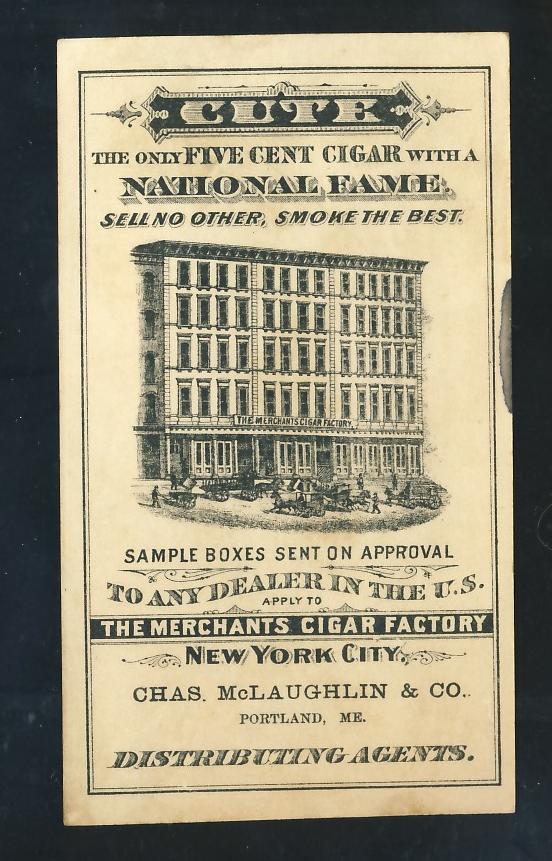 CUTE
THE ONLY FIVE CENT CIGAR WITH A
NATIONAL FAME.
SELL NO OTHER, SMOKE THE BEST.
THE MERCHANTS CIGAR FACTORY.
SAMPLE BOXES SENT ON APPROVAL
TO ANY DEALER IN THE U.S.
APPLY TO
THE MERCHANTS CIGAR FACTORY
NEW YORK CITY.
CHAS. McLAUGHLIN & CO.
PORTLAND, ME.
DISTRIBUTING AGENTS.